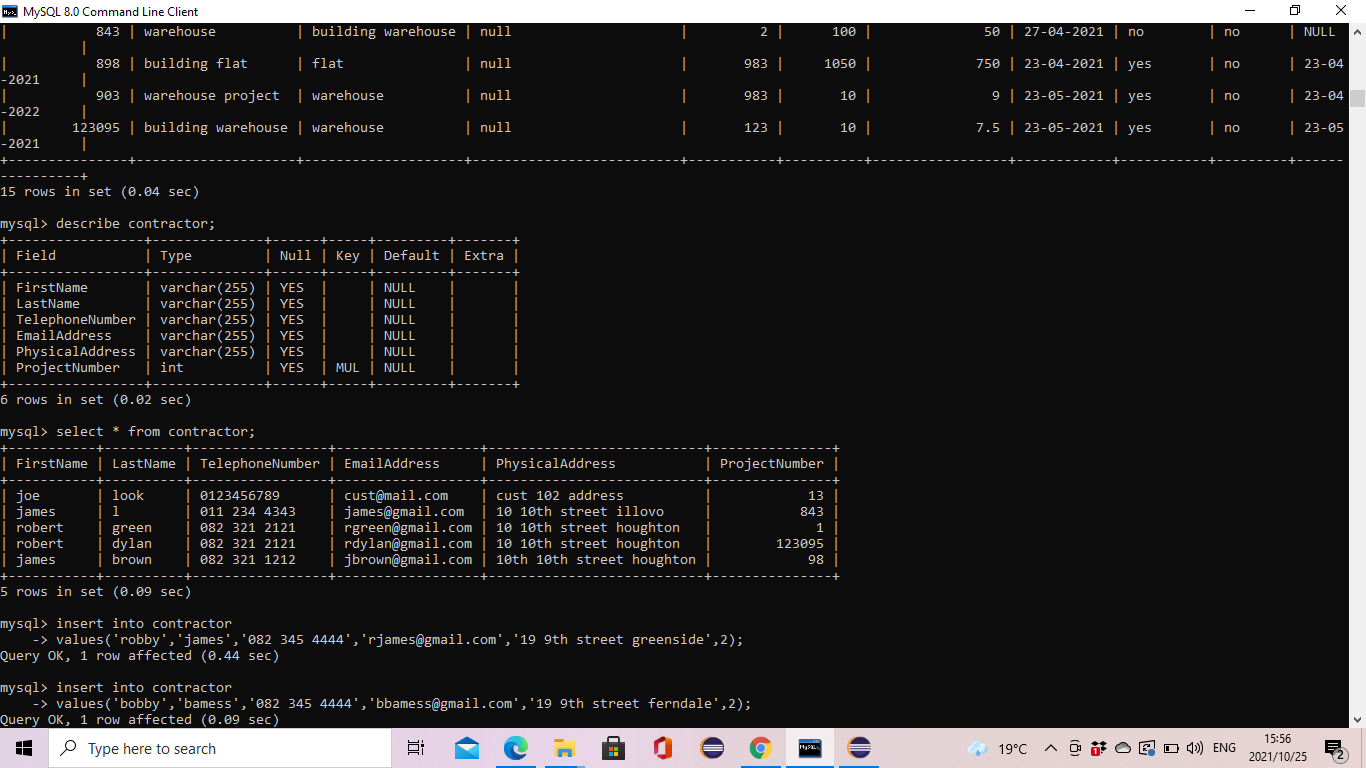 MySQL 8.0 Command Line Client
|           843 | warehouse          | building warehouse | null                     |         2 |      100 |              50 | 27-04-2021 | no        | no      | NULL
          |
|           898 | building flat      | flat               | null                     |       983 |     1050 |             750 | 23-04-2021 | yes       | no      | 23-04
-2021     |
|           903 | warehouse project  | warehouse          | null                     |       983 |       10 |               9 | 23-05-2021 | yes       | no      | 23-04
-2022     |
|        123095 | building warehouse | warehouse          | null                     |       123 |       10 |             7.5 | 23-05-2021 | yes       | no      | 23-05
-2021     |
+---------------+--------------------+--------------------+--------------------------+-----------+----------+-----------------+------------+-----------+---------+------
----------+
15 rows in set (0.04 sec)
mysql> describe contractor;
+-----------------+--------------+------+-----+---------+-------+
| Field           | Type         | Null | Key | Default | Extra |
+-----------------+--------------+------+-----+---------+-------+
| FirstName       | varchar(255) | YES  |     | NULL    |       |
| LastName        | varchar(255) | YES  |     | NULL    |       |
| TelephoneNumber | varchar(255) | YES  |     | NULL    |       |
| EmailAddress    | varchar(255) | YES  |     | NULL    |       |
| PhysicalAddress | varchar(255) | YES  |     | NULL    |       |
| ProjectNumber   | int          | YES  | MUL | NULL    |       |
+-----------------+--------------+------+-----+---------+-------+
6 rows in set (0.02 sec)
mysql> select * from contractor;
+-----------+----------+-----------------+------------------+---------------------------+---------------+
| FirstName | LastName | TelephoneNumber | EmailAddress     | PhysicalAddress           | ProjectNumber |
+-----------+----------+-----------------+------------------+---------------------------+---------------+
| joe       | look     | 0123456789      | cust@mail.com    | cust 102 address          |            13 |
| james     | l        | 011 234 4343    | james@gmail.com  | 10 10th street illovo     |           843 |
| robert    | green    | 082 321 2121    | rgreen@gmail.com | 10 10th street houghton   |             1 |
| robert    | dylan    | 082 321 2121    | rdylan@gmail.com | 10 10th street houghton   |        123095 |
| james     | brown    | 082 321 1212    | jbrown@gmail.com | 10th 10th street houghton |            98 |
+-----------+----------+-----------------+------------------+---------------------------+---------------+
5 rows in set (0.09 sec)
mysql> insert into contractor
    -> values('robby','james','082 345 4444','rjames@gmail.com','19 9th street greenside',2);
Query OK, 1 row affected (0.44 sec)
mysql> insert into contractor
    -> values('bobby','bamess','082 345 4444','bbamess@gmail.com','19 9th street ferndale',2);
Query OK, 1 row affected (0.09 sec)
Type here to search
19°C
ENG
15:56
2021/10/25
2